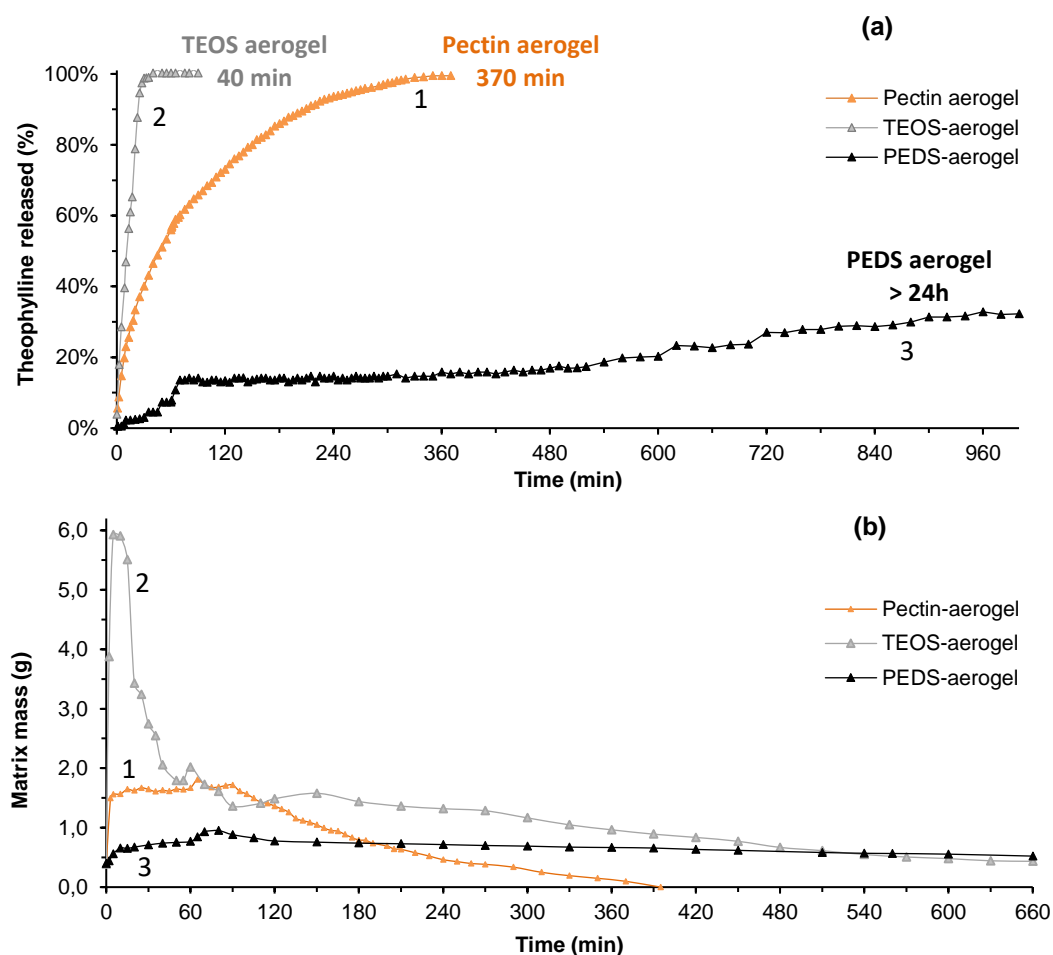 (a)
TEOS aerogel
40 min
Pectin aerogel
370 min
Theophylline released (%)
100%
80%
60%
40%
20%
0%
2
1
3
Pectin aerogel
TEOS-aerogel
PEDS-aerogel
PEDS aerogel
> 24h
0 120 240 360 480 600 720 840 960
Time (min)
(b)
Matrix mass (g)
6,0
5,0
4,0
3,0
2,0
1,0
0,0
2
1
3
Pectin-aerogel
TEOS-aerogel
PEDS-aerogel
0 60 120 180 240 300 360 420 480 540 600 660
Time (min)